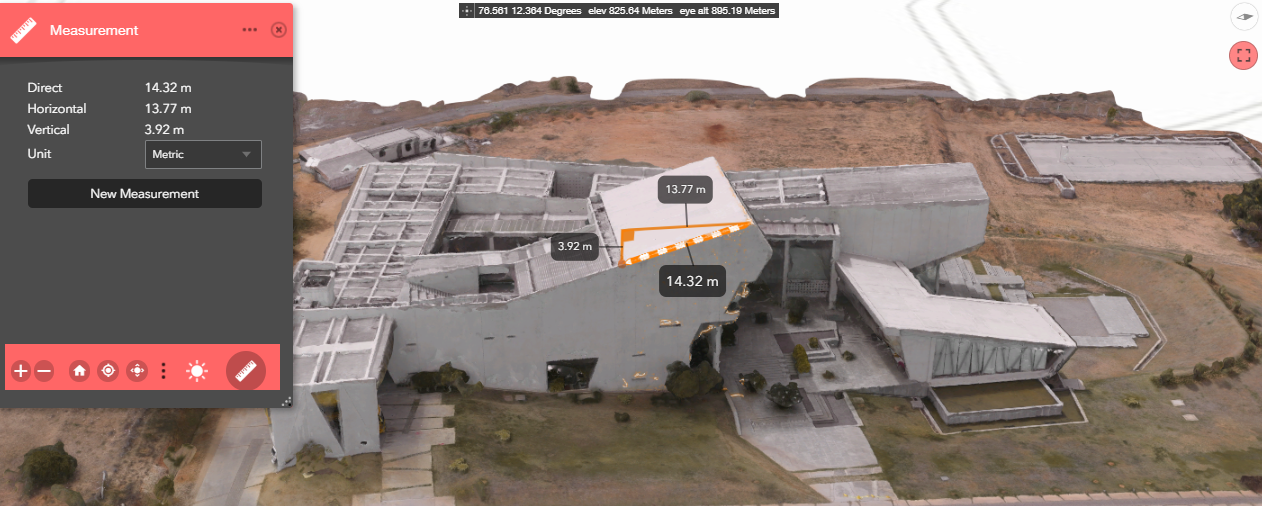 76.561 12.364 Degrees elev 825.64 Meters eye alt 895.19 Meters
Measurement
Direct 14.32 m
Horizontal 13.77 m
Vertical 3.92 m
Unit Metric
New Measurement
13.77 m
3.92 m
14.32 m